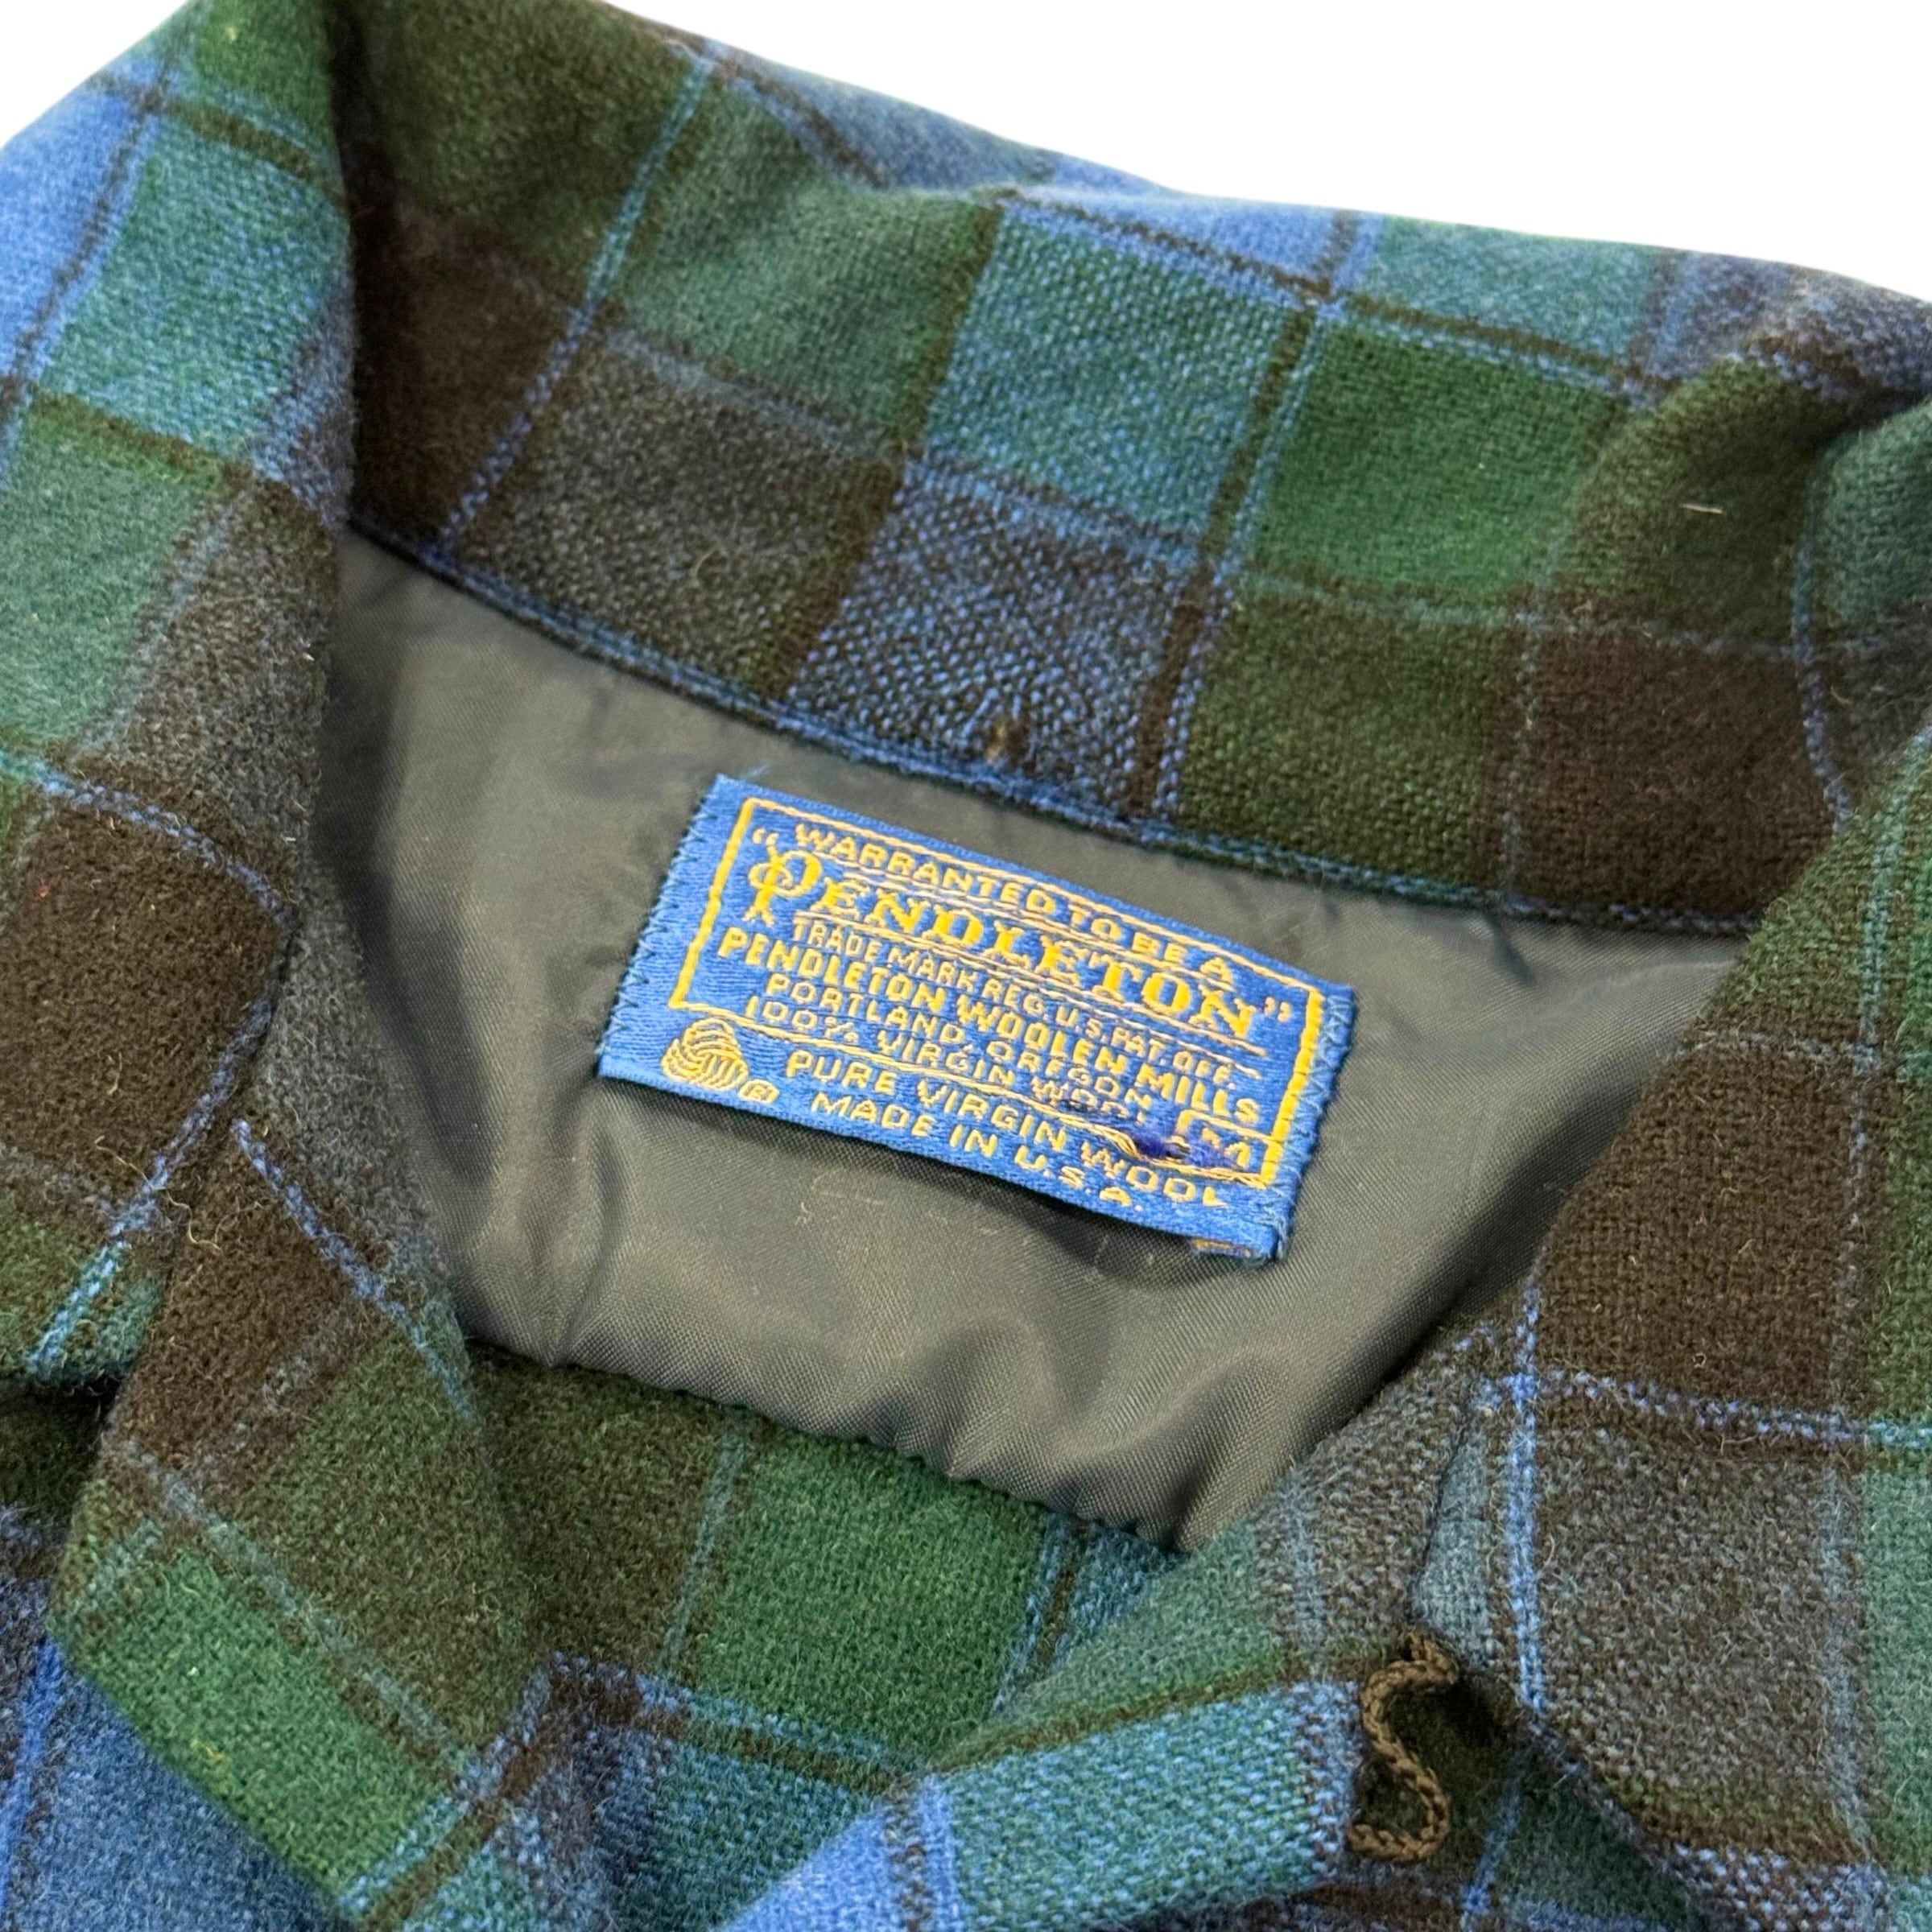 "WARRANTED TO BE A
PENDLETON"
TRADE MARK REG. U.S. PAT. OFF.
PENDLETON WOOLEN MILLS
PORTLAND, OREGON
100% VIRGIN WOOL M
® PURE VIRGIN WOOL
MADE IN U.S.A.